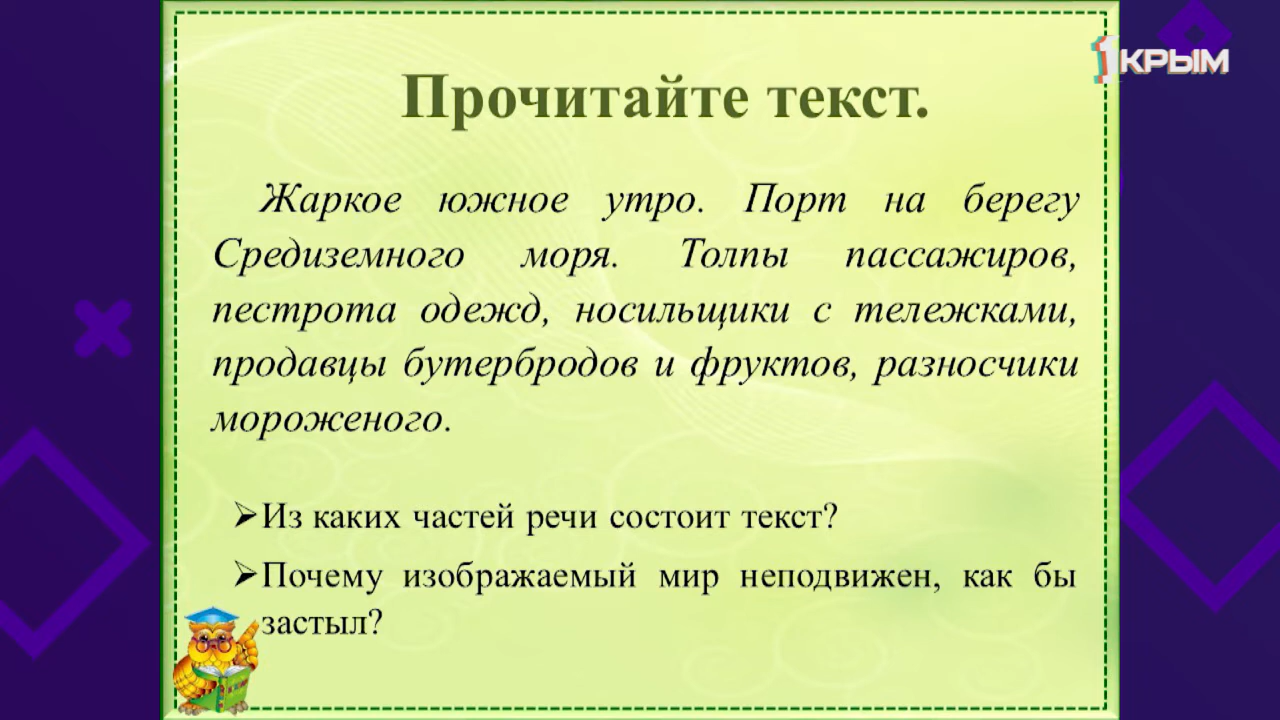 1КРЫМ
Прочитайте текст.
Жаркое южное утро. Порт на берегу
Средиземного моря. Толпы пассажиров,
пестрота одежд, носильщики с тележками,
продавцы бутербродов и фруктов, разносчики
мороженого.
➢Из каких частей речи состоит текст?
➢Почему изображаемый мир неподвижен, как бы
застыл?